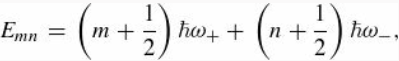 E_{mn} = \left( m + \frac{1}{2} \right) \hbar\omega_+ + \left( n + \frac{1}{2} \right) \hbar\omega_-,